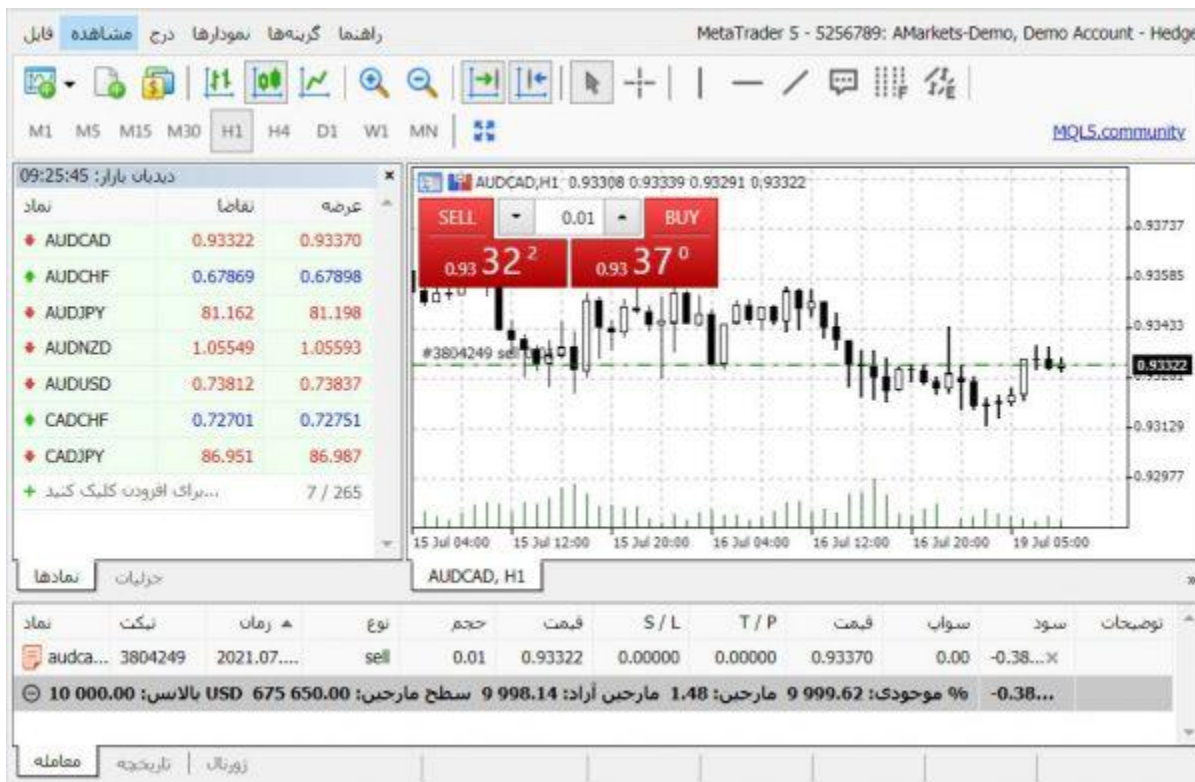 MetaTrader 5 - 5256789: AMarkets-Demo, Demo Account - Hedge
فایل مشاهده درج نمودارها گزینه‌ها راهنما
M1 M5 M15 M30 H1 H4 D1 W1 MN
MQL5.community
دیدبان بازار: 09:25:45
نماد تقاضا عرضه
AUDCAD 0.93322 0.93370
AUDCHF 0.67869 0.67898
AUDJPY 81.162 81.198
AUDNZD 1.05549 1.05593
AUDUSD 0.73812 0.73837
CADCHF 0.72701 0.72751
CADJPY 86.951 86.987
برای افزودن کلیک کنید... 7 / 265
نمادها جزئیات
AUDCAD,H1 0.93308 0.93339 0.93291 0.93322
SELL 0.01 BUY
0.93 32 2 0.93 37 0
#3804249 sell 0.01
0.93737
0.93585
0.93433
0.93322
0.93281
0.93129
0.92977
15 Jul 04:00 15 Jul 12:00 15 Jul 20:00 16 Jul 04:00 16 Jul 12:00 16 Jul 20:00 19 Jul 05:00
AUDCAD, H1
نماد تیکت زمان نوع حجم قیمت S / L T / P قیمت سواپ سود توضیحات
audca... 3804249 2021.07.... sell 0.01 0.93322 0.00000 0.00000 0.93370 0.00 -0.38...
بالانس: 10 000.00 USD موجودی: 9 999.62 مارجین: 1.48 مارجین آزاد: 9 998.14 سطح مارجین: 675 650.00 % -0.38...
معامله تاریخچه ژورنال